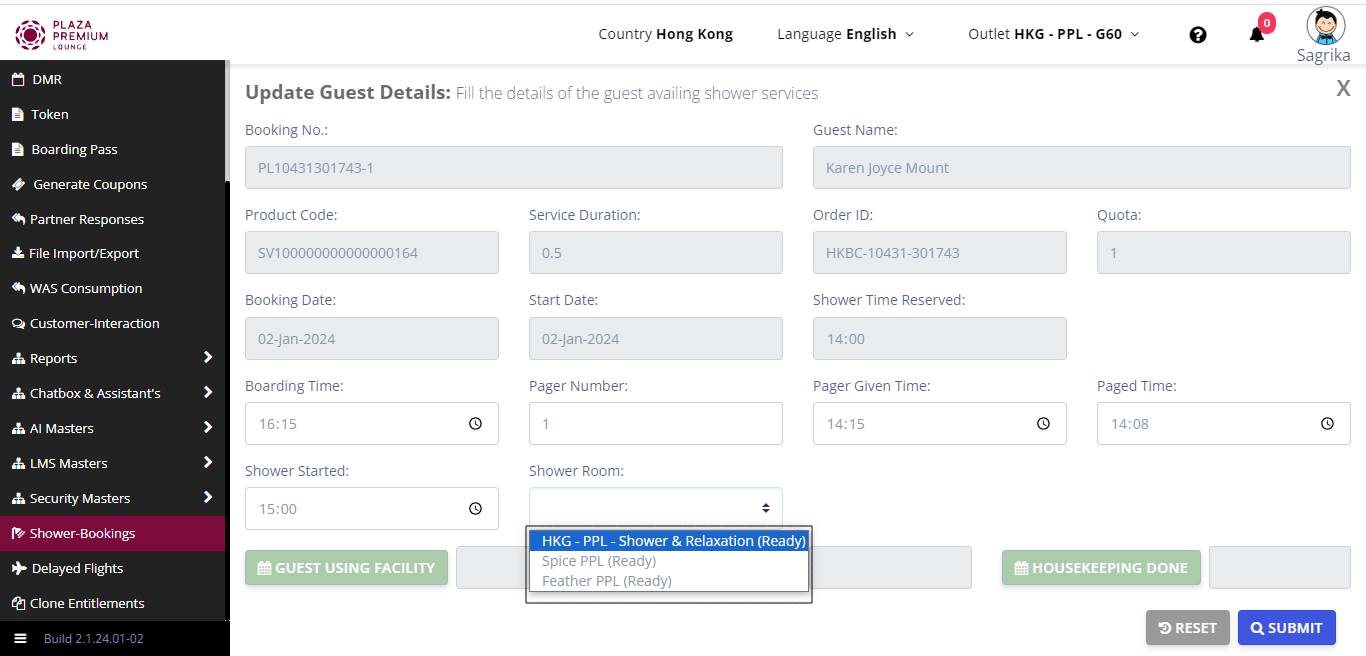 PLAZA
PREMIUM
LOUNGE
Country Hong Kong
Language English
Outlet HKG - PPL - G60
?
0
Sagrika
DMR
Token
Boarding Pass
Generate Coupons
Partner Responses
File Import/Export
WAS Consumption
Customer-Interaction
Reports
Chatbox & Assistant's
AI Masters
LMS Masters
Security Masters
Shower-Bookings
Delayed Flights
Clone Entitlements
Build 2.1.24.01-02
Update Guest Details: Fill the details of the guest availing shower services
X
Booking No.:
Guest Name:
PL10431301743-1
Karen Joyce Mount
Product Code:
Service Duration:
Order ID:
Quota:
SV100000000000000164
0.5
HKBC-10431-301743
1
Booking Date:
Start Date:
Shower Time Reserved:
02-Jan-2024
02-Jan-2024
14:00
Boarding Time:
Pager Number:
Pager Given Time:
Paged Time:
16:15
1
14:15
14:08
Shower Started:
Shower Room:
15:00
HKG - PPL - Shower & Relaxation (Ready)
Spice PPL (Ready)
Feather PPL (Ready)
GUEST USING FACILITY
HOUSEKEEPING DONE
RESET
SUBMIT